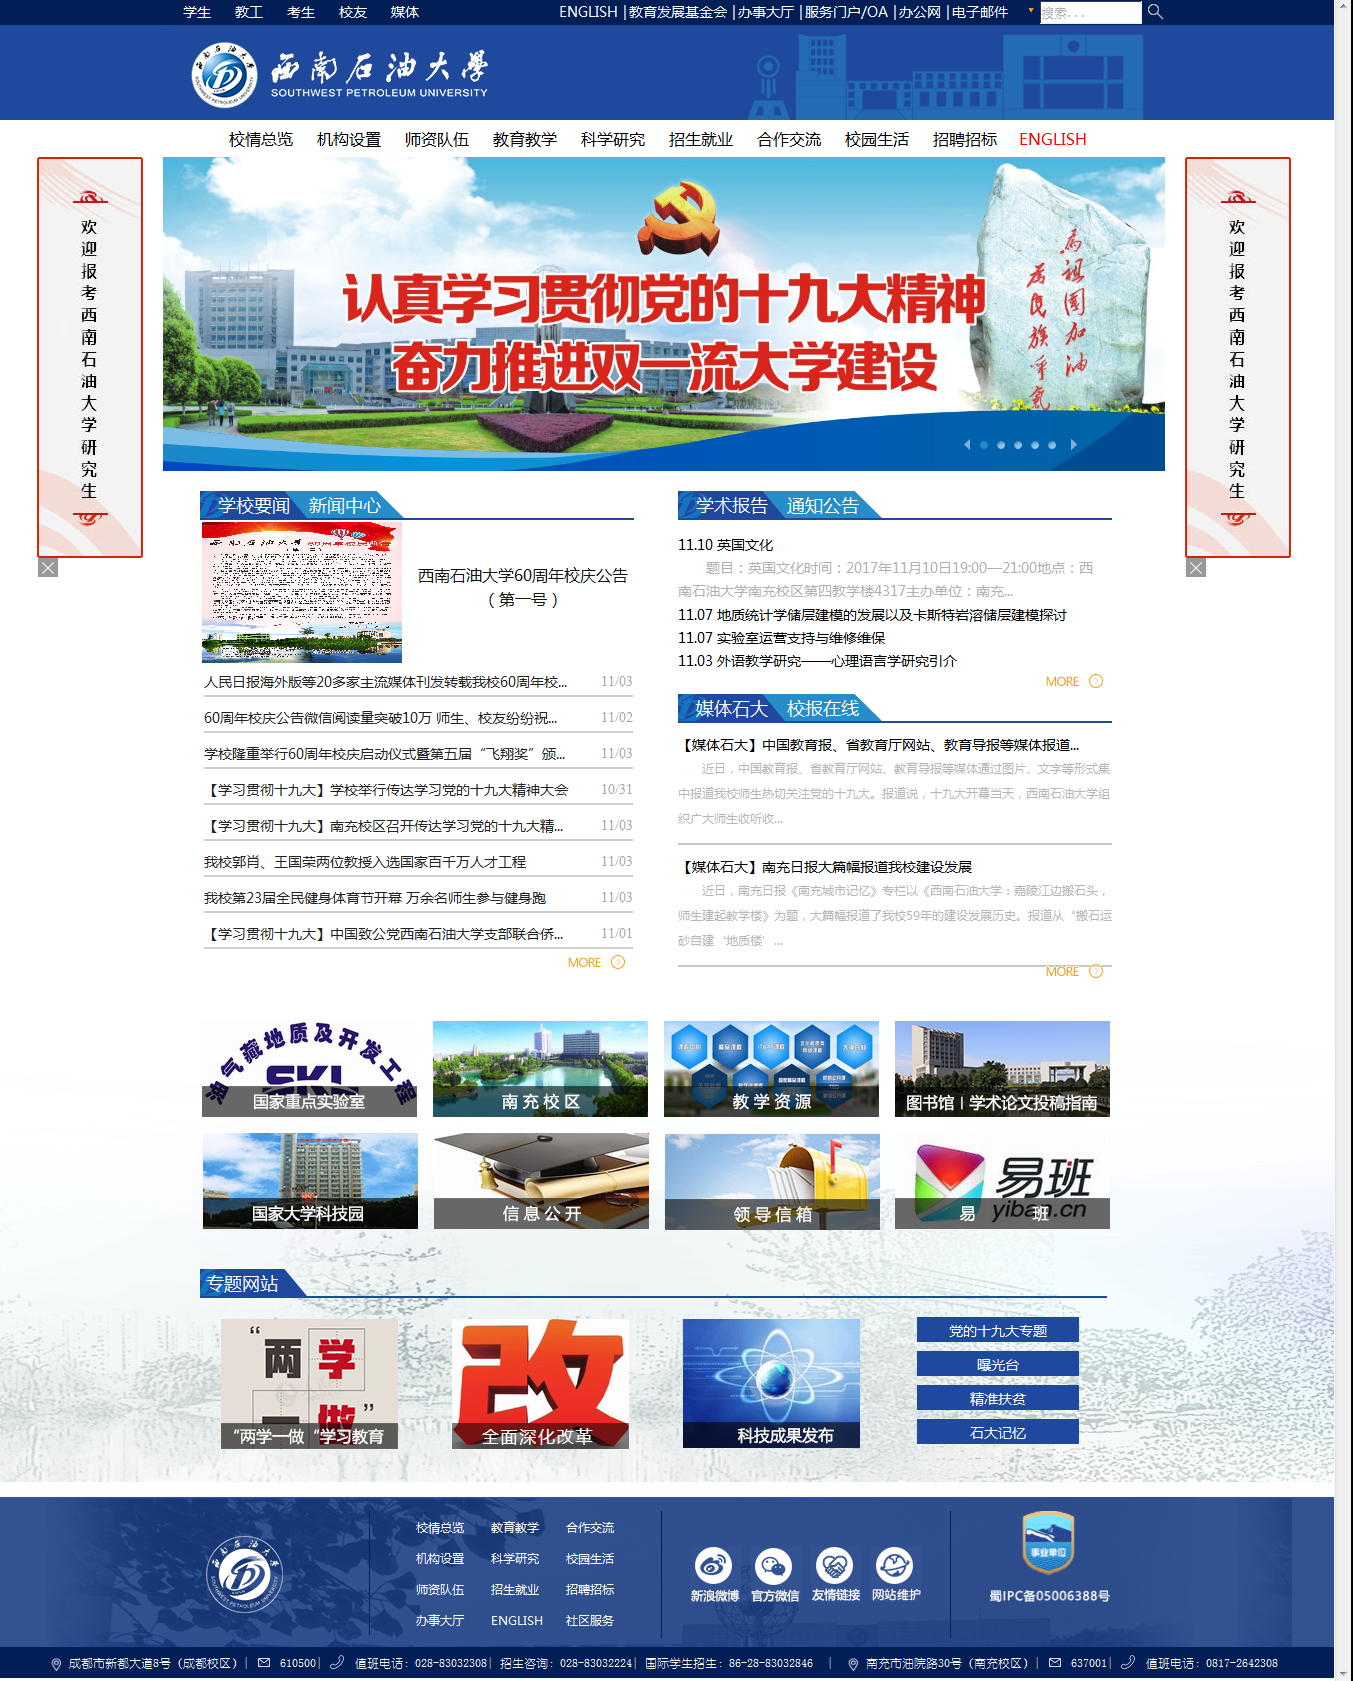 学生 教工 考生 校友 媒体 ENGLISH |教育发展基金会 |办事大厅 |服务门户/OA |办公网 |电子邮件 搜索...
西南石油大學
SOUTHWEST PETROLEUM UNIVERSITY
校情总览 机构设置 师资队伍 教育教学 科学研究 招生就业 合作交流 校园生活 招聘招标 ENGLISH
欢迎报考西南石油大学研究生
认真学习贯彻党的十九大精神
奋力推进双一流大学建设
为祖國加油
为民族争氣
欢迎报考西南石油大学研究生
学校要闻 新闻中心
西南石油大学60周年校庆公告
（第一号）
人民日报海外版等20多家主流媒体刊发转载我校60周年校... 11/03
60周年校庆公告微信阅读量突破10万 师生、校友纷纷祝... 11/02
学校隆重举行60周年校庆启动仪式暨第五届“飞翔奖”颁... 11/03
【学习贯彻十九大】学校举行传达学习党的十九大精神大会 10/31
【学习贯彻十九大】南充校区召开传达学习党的十九大精... 11/03
我校郭肖、王国荣两位教授入选国家百千万人才工程 11/03
我校第23届全民健身体育节开幕 万余名师生参与健身跑 11/03
【学习贯彻十九大】中国致公党西南石油大学支部联合侨... 11/01
MORE
学术报告 通知公告
11.10 英国文化
题目：英国文化时间：2017年11月10日19:00—21:00地点：西
南石油大学南充校区第四教学楼4317主办单位：南充...
11.07 地质统计学储层建模的发展以及卡斯特岩溶储层建模探讨
11.07 实验室运营支持与维修维保
11.03 外语教学研究——心理语言学研究引介
MORE
媒体石大 校报在线
【媒体石大】中国教育报、省教育厅网站、教育导报等媒体报道...
近日，中国教育报、省教育厅网站、教育导报等媒体通过图片、文字等形式集
中报道我校师生热切关注党的十九大。报道说，十九大开幕当天，西南石油大学组
织广大师生收听收...
【媒体石大】南充日报大篇幅报道我校建设发展
近日，南充日报《南充城市记忆》专栏以《西南石油大学：嘉陵江边搬石头，
师生建起教学楼》为题，大篇幅报道了我校59年的建设发展历史。报道从“搬石运
砂自建‘地质楼’...
MORE
油气藏地质及开发工程
SKL
国家重点实验室
南充校区
教学资源
图书馆 | 学术论文投稿指南
国家大学科技园
信息公开
领导信箱
易班
yiban.cn
易 班
专题网站
“两学一做”
“两学一做“学习教育
改
全面深化改革
科技成果发布
党的十九大专题
曝光台
精准扶贫
石大记忆
校情总览 教育教学 合作交流
机构设置 科学研究 校园生活
师资队伍 招生就业 招聘招标
办事大厅 ENGLISH 社区服务
新浪微博 官方微信 友情链接 网站维护
事业单位
蜀IPC备05006388号
成都市新都大道8号（成都校区）| 610500| 值班电话：028-83032308| 招生咨询：028-83032224| 国际学生招生：86-28-83032846 | 南充市油院路30号（南充校区）| 637001| 值班电话：0817-2642308